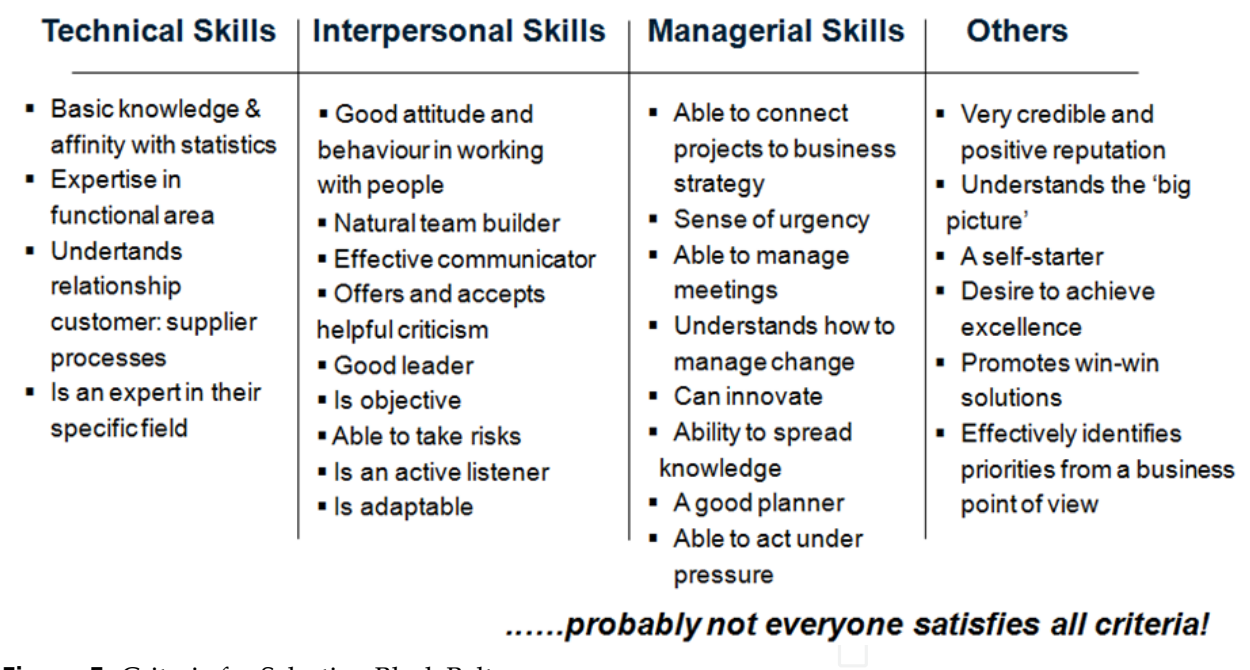 Technical Skills
Basic knowledge &
affinity with statistics
Expertise in
functional area
Undertands
relationship
customer: supplier
processes
Is an expert in their
specific field
Interpersonal Skills
Good attitude and
behaviour in working
with people
Natural team builder
Effective communicator
Offers and accepts
helpful criticism
Good leader
Is objective
Able to take risks
Is an active listener
Is adaptable
Managerial Skills
Able to connect
projects to business
strategy
Sense of urgency
Able to manage
meetings
Understands how to
manage change
Can innovate
Ability to spread
knowledge
A good planner
Able to act under
pressure
Others
Very credible and
positive reputation
Understands the ‘big
picture’
A self-starter
Desire to achieve
excellence
Promotes win-win
solutions
Effectively identifies
priorities from a business
point of view
......probably not everyone satisfies all criteria!